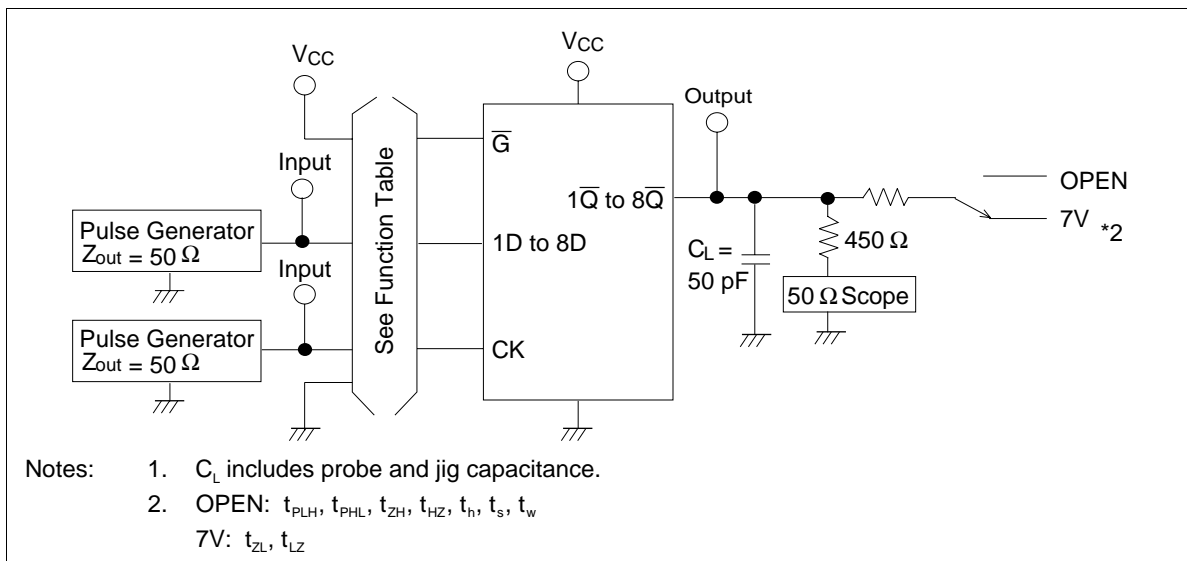 VCC
VCC
Output
G̅
Input
See Function Table
1Q̅ to 8Q̅
OPEN
7V *2
Pulse Generator
Zout = 50 Ω
1D to 8D
CL =
50 pF
450 Ω
50 Ω Scope
Input
Pulse Generator
Zout = 50 Ω
CK
Notes: 1. CL includes probe and jig capacitance.
2. OPEN: tPLH, tPHL, tZH, tHZ, th, ts, tw
7V: tZL, tLZ